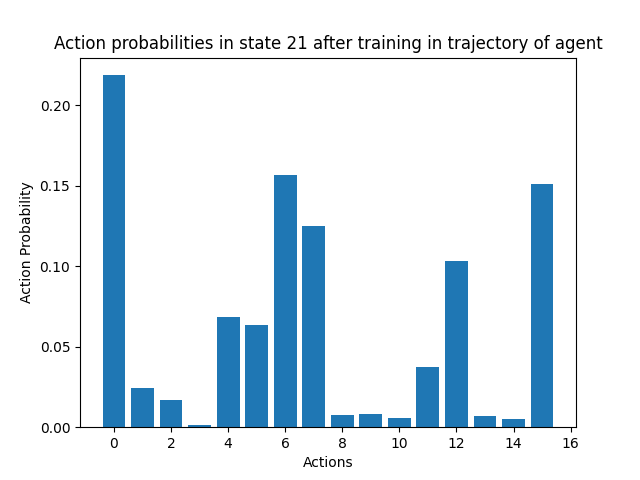 Action probabilities in state 21 after training in trajectory of agent
Action Probability
0.20
0.15
0.10
0.05
0.00
0 2 4 6 8 10 12 14 16
Actions